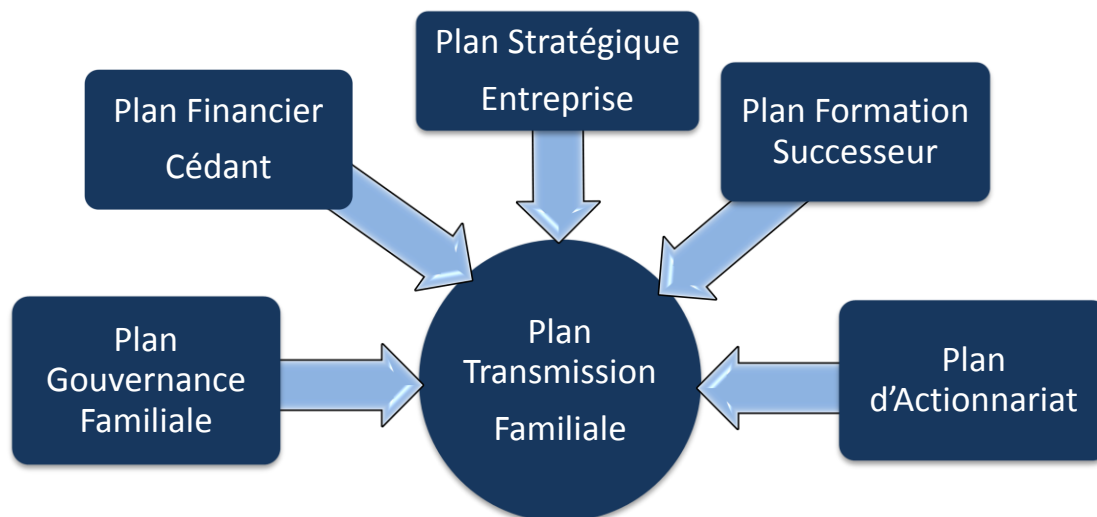 Plan Stratégique
Entreprise
Plan Financier
Cédant
Plan Formation
Successeur
Plan
Gouvernance
Familiale
Plan
Transmission
Familiale
Plan
d’Actionnariat